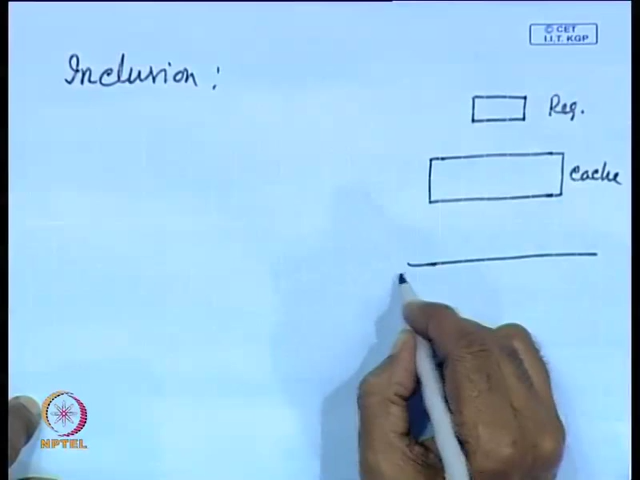 © CET
I.I.T. KGP
Inclusion :
Reg.
Cache
NPTEL